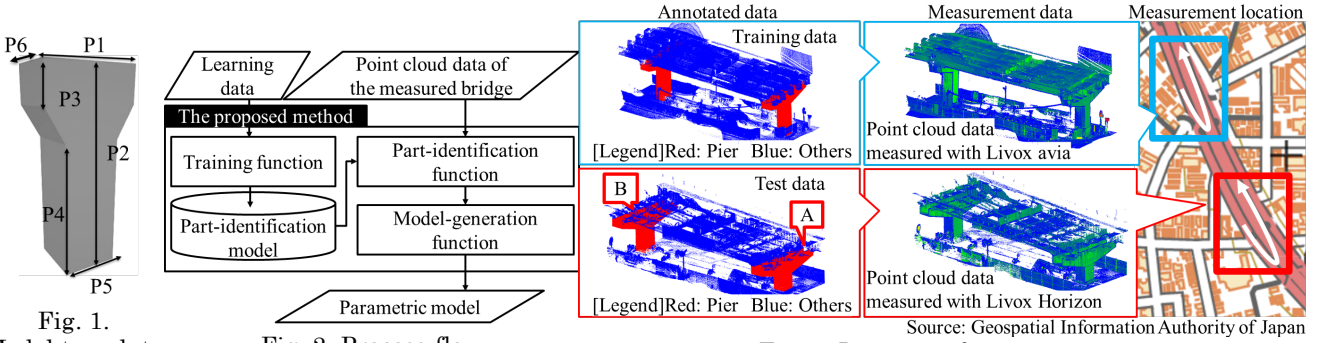 P6
P1
P3
P2
P4
P5
Fig. 1.
Learning
data
Point cloud data of
the measured bridge
The proposed method
Training function
Part-identification
model
Part-identification
function
Model-generation
function
Parametric model
Annotated data
Measurement data
Measurement location
Training data
[Legend]Red: Pier Blue: Others
Point cloud data
measured with Livox avia
B
Test data
A
[Legend]Red: Pier Blue: Others
Point cloud data
measured with Livox Horizon
Source: Geospatial Information Authority of Japan